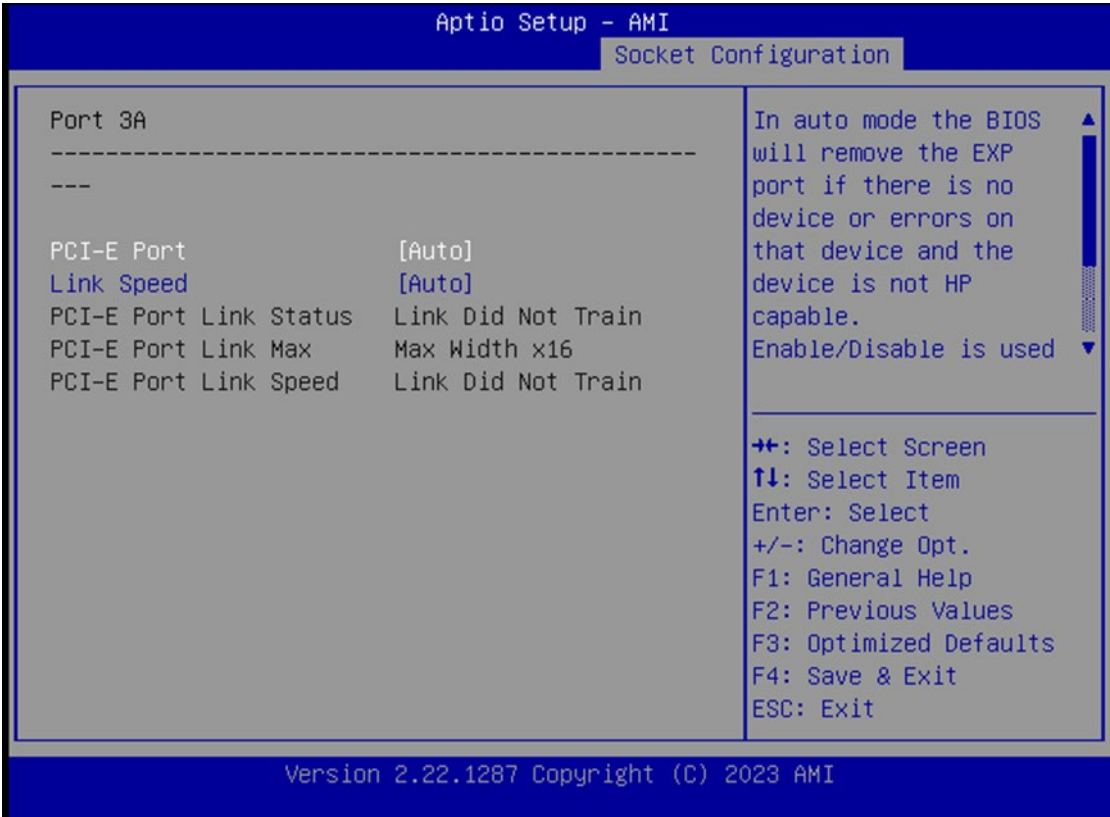 Aptio Setup – AMI
Socket Configuration
Port 3A
-----------------------------------------------
---
PCI-E Port [Auto]
Link Speed [Auto]
PCI-E Port Link Status Link Did Not Train
PCI-E Port Link Max Max Width x16
PCI-E Port Link Speed Link Did Not Train
In auto mode the BIOS
will remove the EXP
port if there is no
device or errors on
that device and the
device is not HP
capable.
Enable/Disable is used
→←: Select Screen
↑↓: Select Item
Enter: Select
+/-: Change Opt.
F1: General Help
F2: Previous Values
F3: Optimized Defaults
F4: Save & Exit
ESC: Exit
Version 2.22.1287 Copyright (C) 2023 AMI